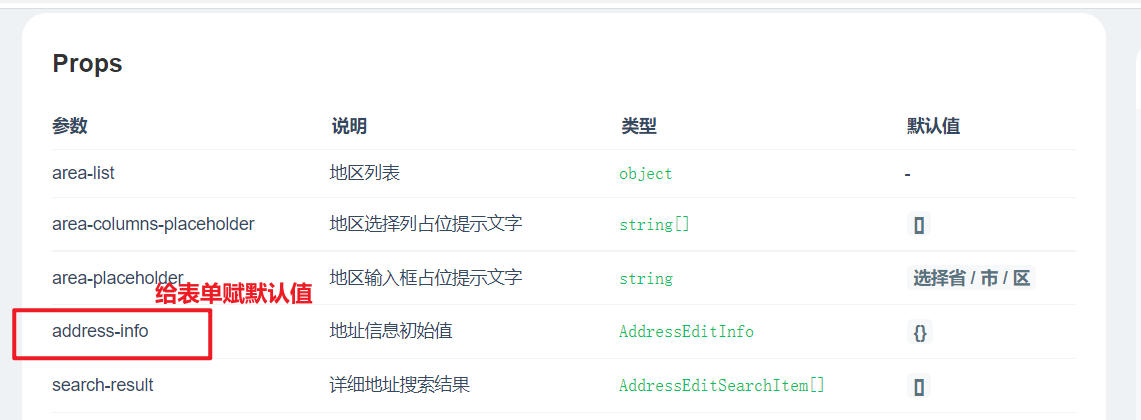 Props
参数 说明 类型 默认值
area-list 地区列表 object -
area-columns-placeholder 地区选择列占位提示文字 string[] []
area-placeholder 地区输入框占位提示文字 string 选择省 / 市 / 区
给表单赋默认值
address-info 地址信息初始值 AddressEditInfo {}
search-result 详细地址搜索结果 AddressEditSearchItem[] []